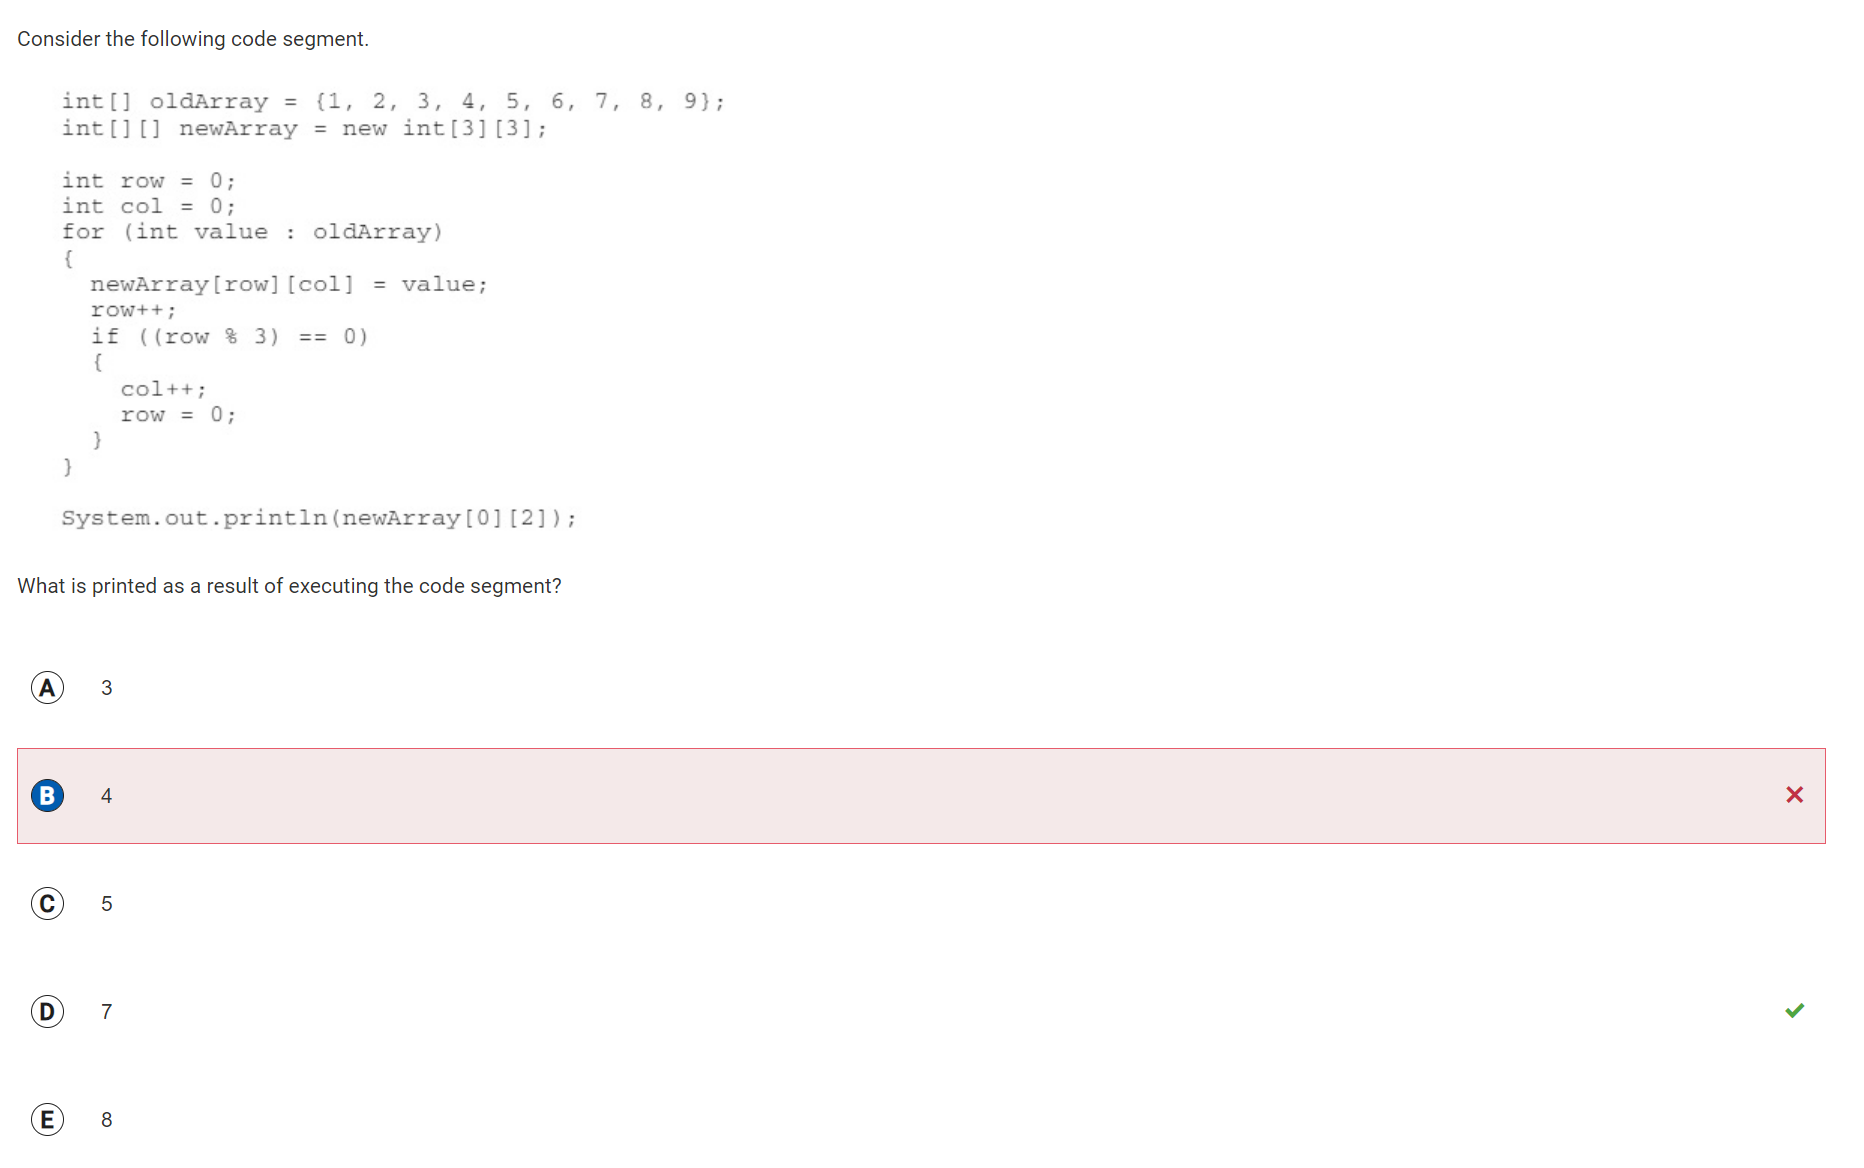 Consider the following code segment.
int[] oldArray = {1, 2, 3, 4, 5, 6, 7, 8, 9};
int[][] newArray = new int[3][3];
int row = 0;
int col = 0;
for (int value : oldArray)
{
newArray[row][col] = value;
row++;
if ((row % 3) == 0)
{
col++;
row = 0;
}
}
System.out.println(newArray[0][2]);
What is printed as a result of executing the code segment?
A 3
B 4
C 5
D 7
E 8